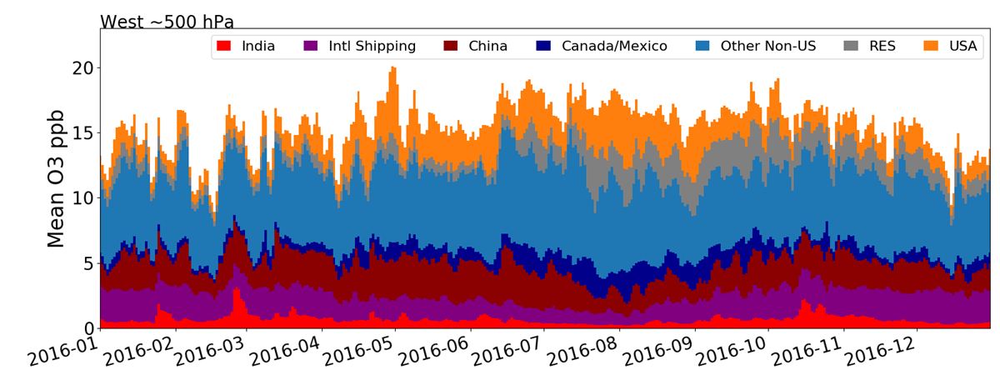 West ~500 hPa
India Intl Shipping China Canada/Mexico Other Non-US RES USA
Mean O3 ppb
20
15
10
5
0
2016-01 2016-02 2016-03 2016-04 2016-05 2016-06 2016-07 2016-08 2016-09 2016-10 2016-11 2016-12